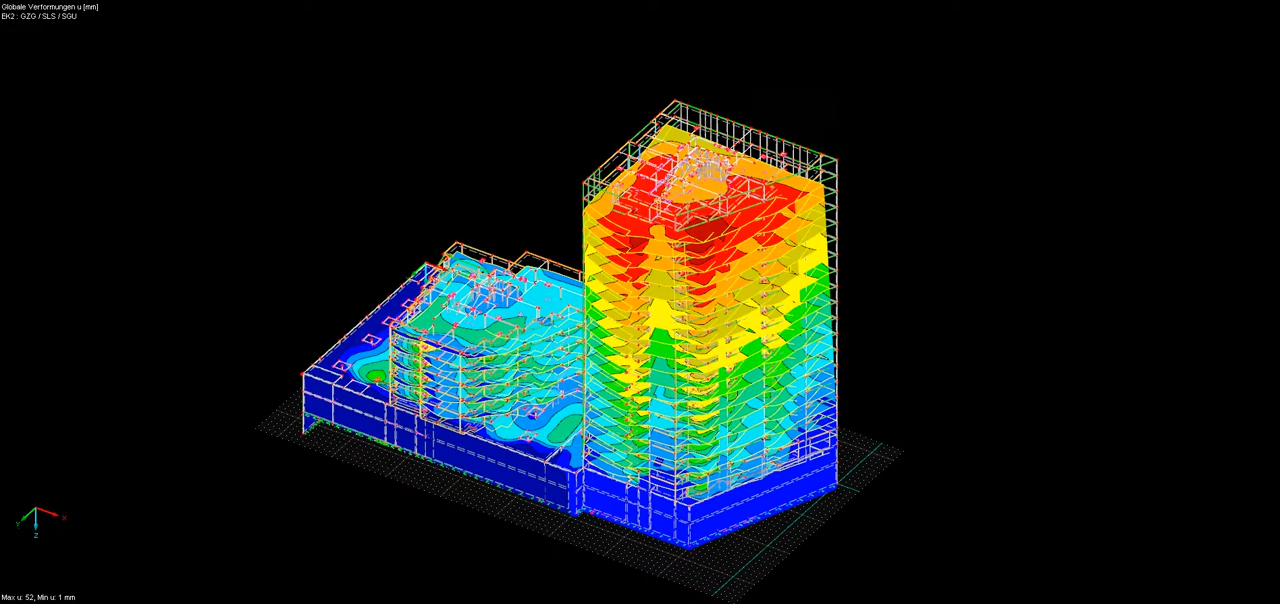 Globale Verformungen u [mm]
EK2 : GZG / SLS / SGU
Y
X
Z
Max u: 52, Min u: 1 mm